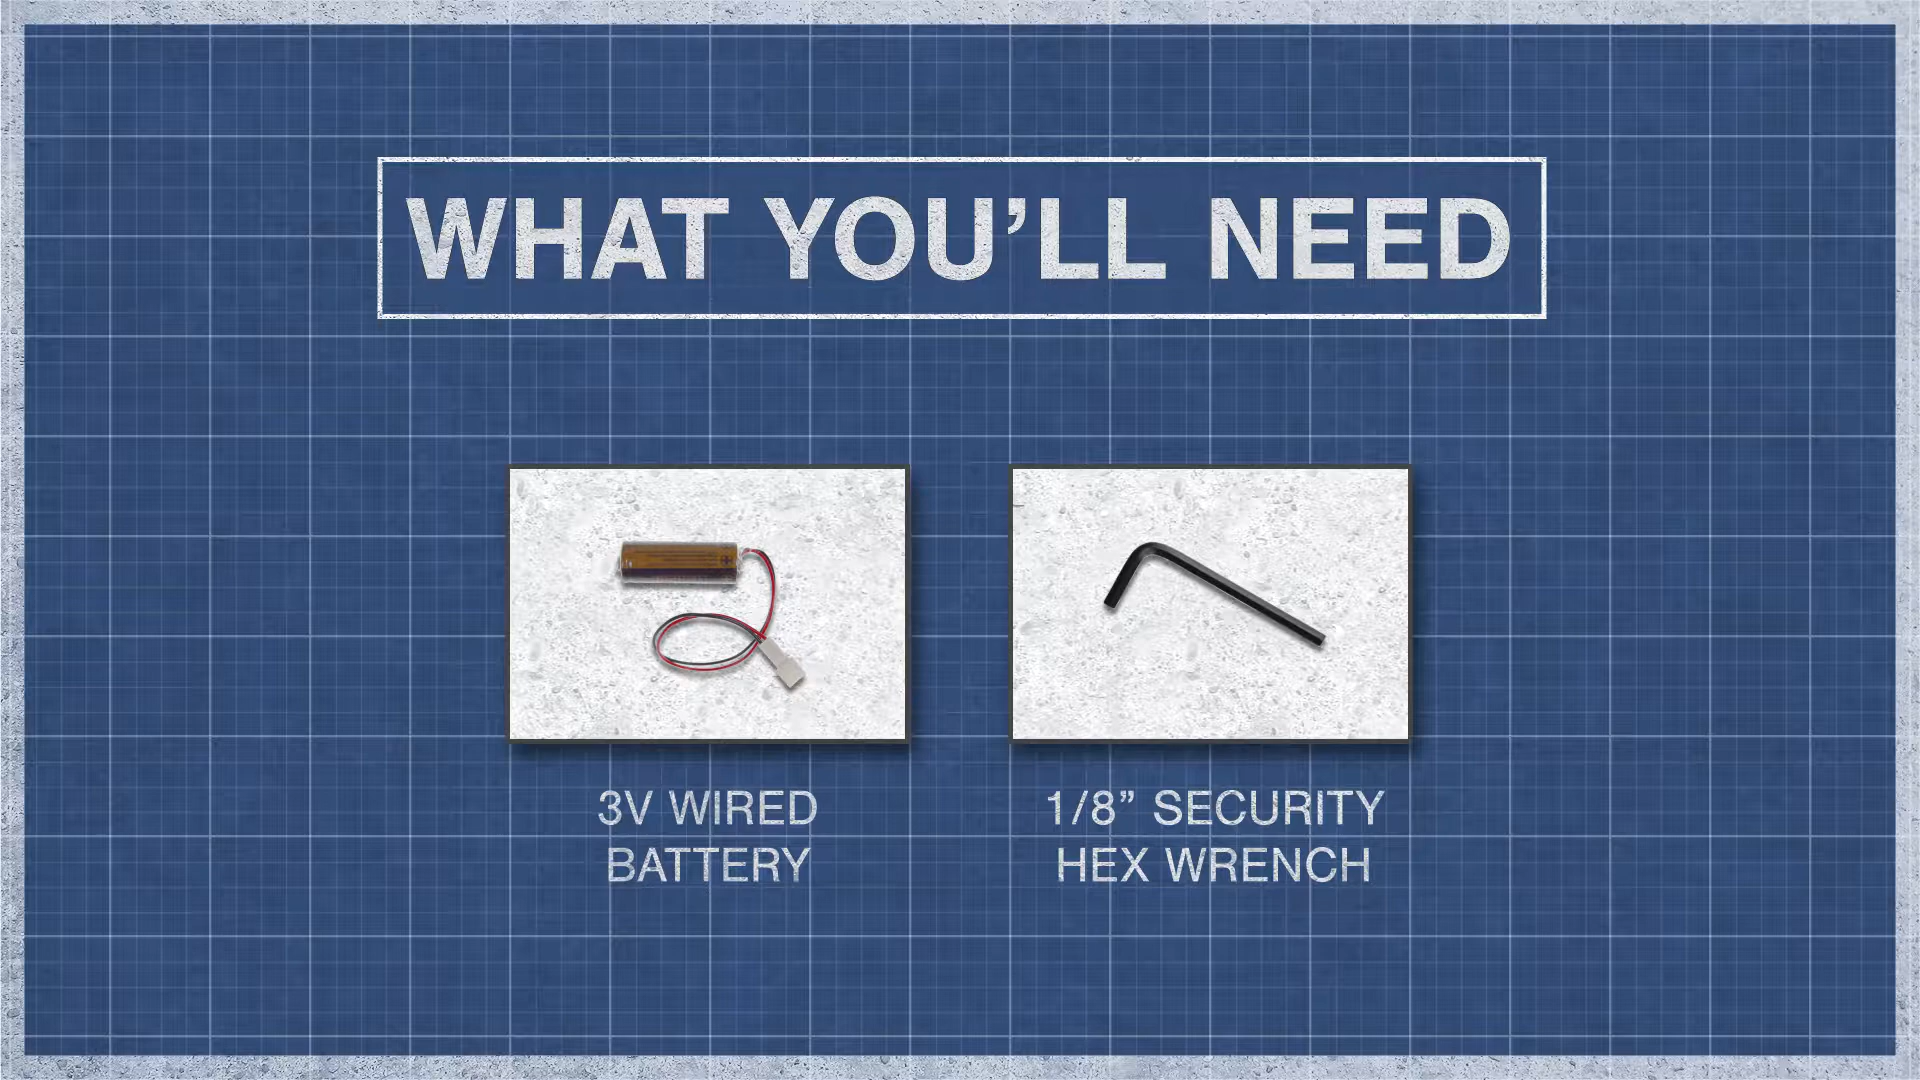 WHAT YOU’LL NEED
3V WIRED
BATTERY
1/8” SECURITY
HEX WRENCH